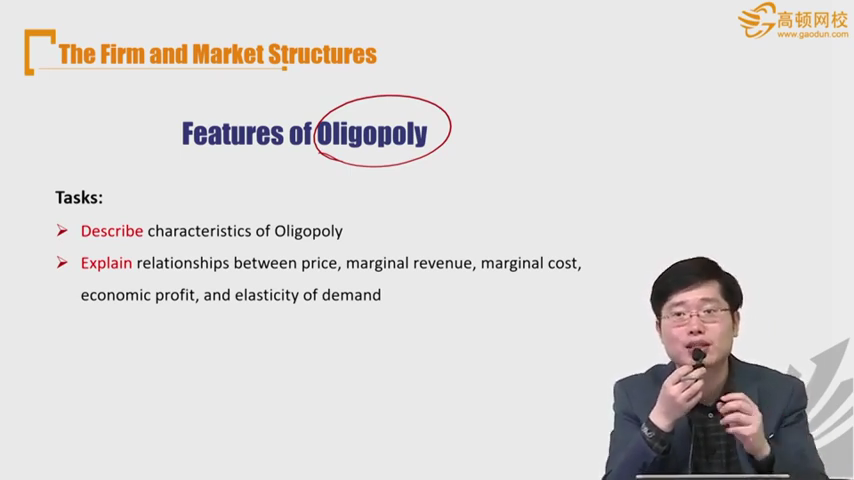 高顿网校
www.gaodun.com
The Firm and Market Structures
Features of Oligopoly
Tasks:
Describe characteristics of Oligopoly
Explain relationships between price, marginal revenue, marginal cost,
economic profit, and elasticity of demand